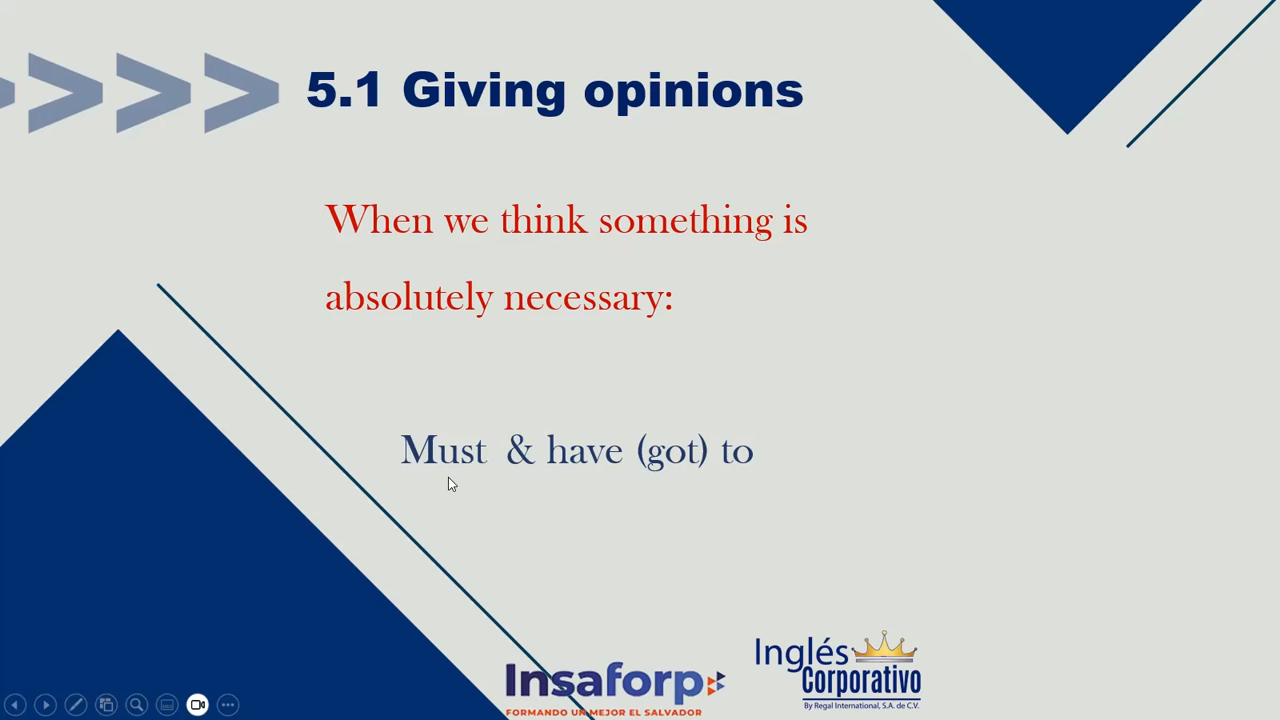 5.1 Giving opinions
When we think something is
absolutely necessary:
Must & have (got) to
Insaforp
FORMANDO UN MEJOR EL SALVADOR
Inglés
Corporativo
By Regal International, S.A. de C.V.